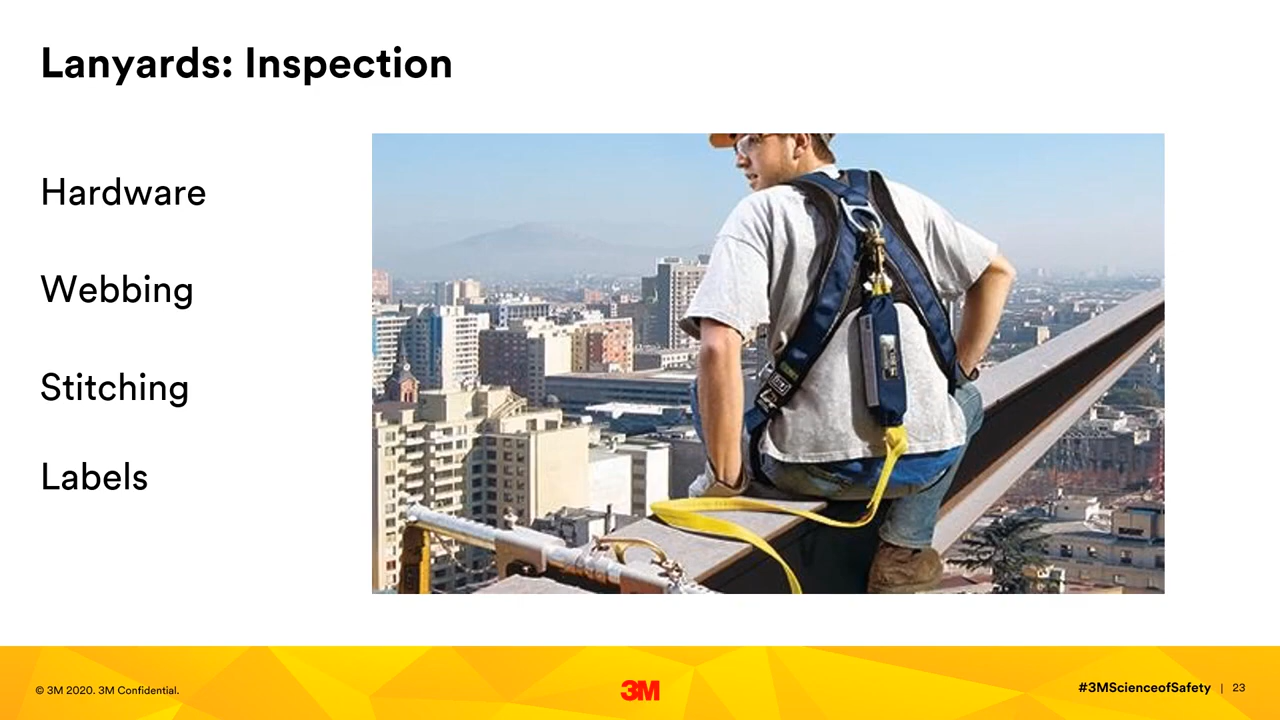 Lanyards: Inspection
Hardware
Webbing
Stitching
Labels
© 3M 2020. 3M Confidential.
3M
#3MScienceofSafety | 23